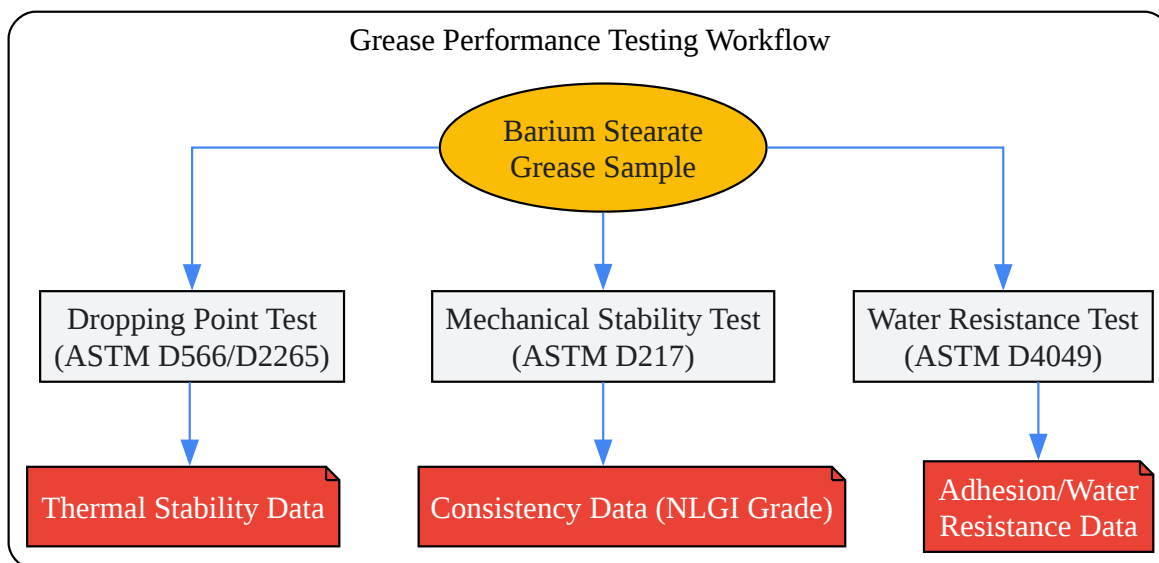 Grease Performance Testing Workflow
Barium Stearate
Grease Sample
Dropping Point Test
(ASTM D566/D2265)
Mechanical Stability Test
(ASTM D217)
Water Resistance Test
(ASTM D4049)
Thermal Stability Data
Consistency Data (NLGI Grade)
Adhesion/Water
Resistance Data